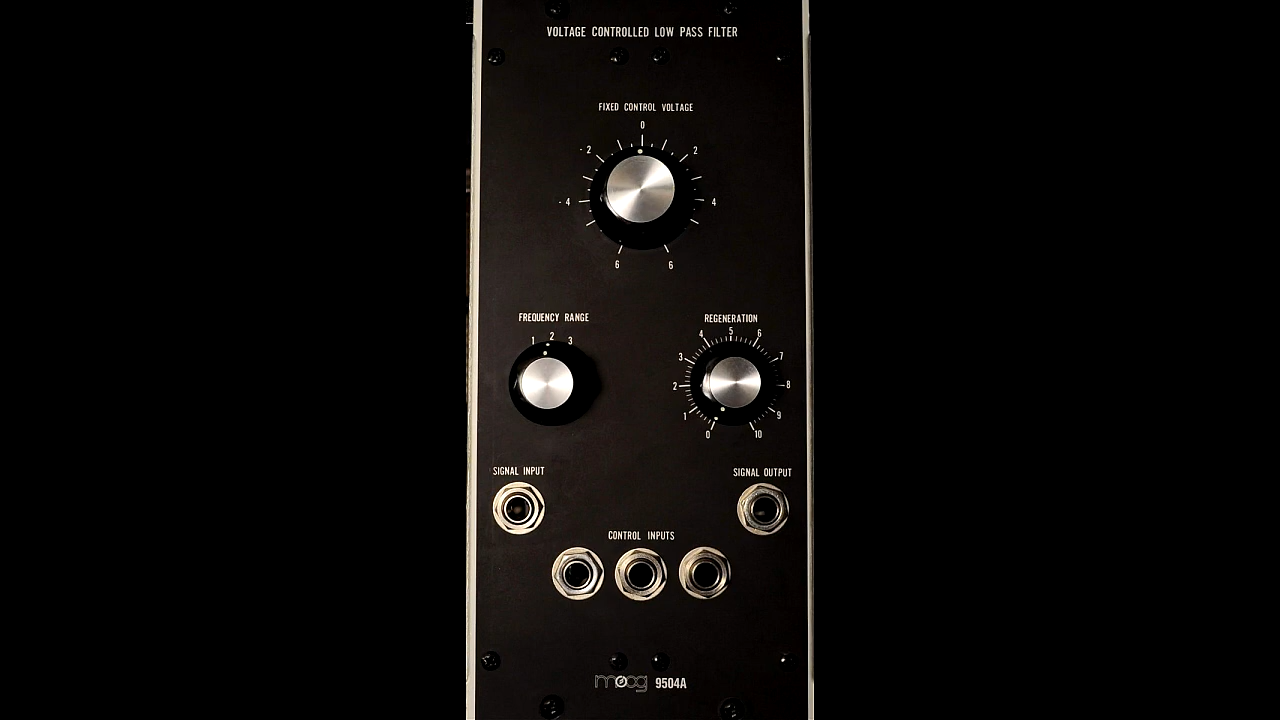 VOLTAGE CONTROLLED LOW PASS FILTER
FIXED CONTROL VOLTAGE
0
- 2 2
- 4 4
6 6
FREQUENCY RANGE
1 2 3
REGENERATION
0 1 2 3 4 5 6 7 8 9 10
SIGNAL INPUT
SIGNAL OUTPUT
CONTROL INPUTS
moog 9504A